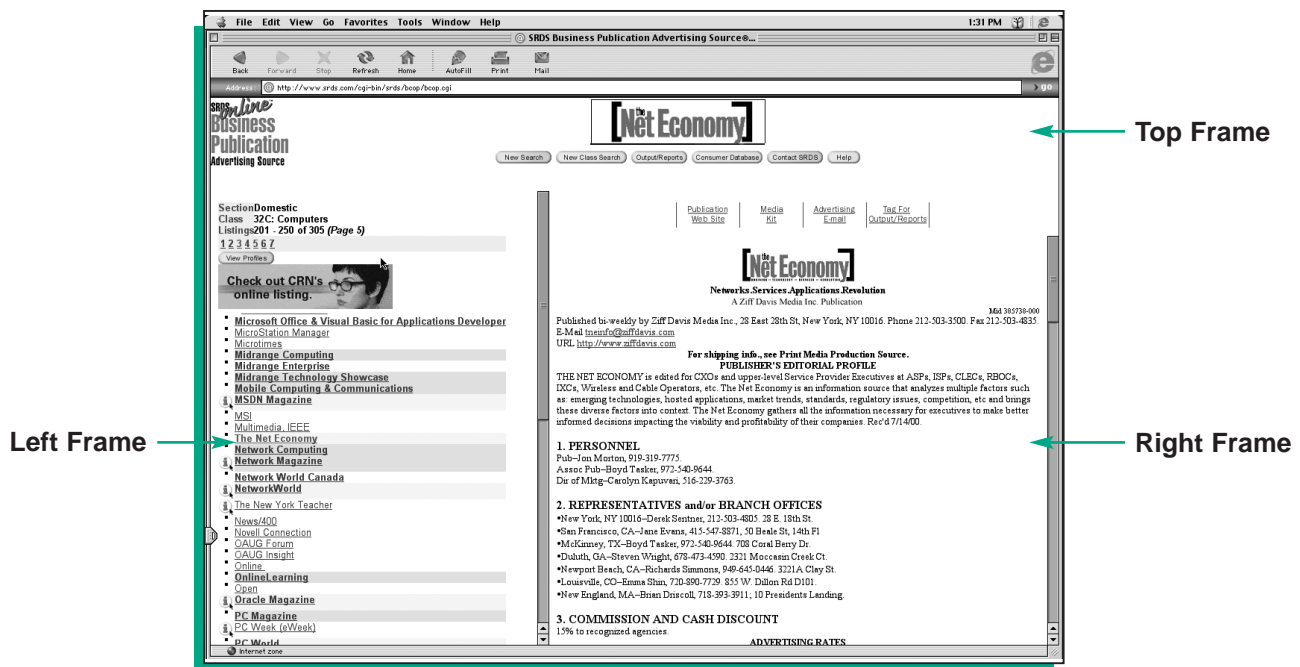 File Edit View Go Favorites Tools Window Help 1:31 PM
SRDS Business Publication Advertising Source®...
Back Forward Stop Refresh Home AutoFill Print Mail
Address: http://www.srds.com/cgi-bin/srds/bcop/bcop.cgi go
SRDS online
Business
Publication
Advertising Source
the
Net Economy
New Search New Class Search Output/Reports Consumer Database Contact SRDS Help
Top Frame
Left Frame
Section Domestic
Class 32C: Computers
Listings 201 - 250 of 305 (Page 5)
1 2 3 4 5 6 7
View Profiles
Check out CRN's
online listing.
Microsoft Office & Visual Basic for Applications Developer
MicroStation Manager
Microtimes
Midrange Computing
Midrange Enterprise
Midrange Technology Showcase
Mobile Computing & Communications
MSDN Magazine
MSI
Multimedia, IEEE
The Net Economy
Network Computing
Network Magazine
Network World Canada
NetworkWorld
The New York Teacher
News/400
Novell Connection
OAUG Forum
OAUG Insight
Online
OnlineLearning
Open
Oracle Magazine
PC Magazine
PC Week (eWeek)
PC World
Internet zone
Right Frame
Publication Web Site
Media Kit
Advertising E-mail
Tag For Output/Reports
the
Net Economy
Networks.Services.Applications.Revolution
A Ziff Davis Media Inc. Publication
Mid 385738-000
Published bi-weekly by Ziff Davis Media Inc., 28 East 28th St, New York, NY 10016. Phone 212-503-3500. Fax 212-503-4835.
E-Mail tneinfo@ziffdavis.com
URL http://www.ziffdavis.com
For shipping info., see Print Media Production Source.
PUBLISHER'S EDITORIAL PROFILE
THE NET ECONOMY is edited for CXOs and upper-level Service Provider Executives at ASPs, ISPs, CLECs, RBOCs,
IXCs, Wireless and Cable Operators, etc. The Net Economy is an information source that analyzes multiple factors such
as: emerging technologies, hosted applications, market trends, standards, regulatory issues, competition, etc and brings
these diverse factors into context. The Net Economy gathers all the information necessary for executives to make better
informed decisions impacting the viability and profitability of their companies. Rec'd 7/14/00.
1. PERSONNEL
Pub–Jon Morton, 919-319-7775.
Assoc Pub–Boyd Tasker, 972-540-9644.
Dir of Mktg–Carolyn Kapuvari, 516-229-3763.
2. REPRESENTATIVES and/or BRANCH OFFICES
•New York, NY 10016–Derek Sentner, 212-503-4805. 28 E. 18th St.
•San Francisco, CA–Jane Evans, 415-547-8871, 50 Beale St, 14th Fl
•McKinney, TX–Boyd Tasker, 972-540-9644. 708 Coral Berry Dr.
•Duluth, GA–Steven Wright, 678-473-4590. 2321 Moccasin Creek Ct.
•Newport Beach, CA–Richards Simmons, 949-645-0446. 3221A Clay St.
•Louisville, CO–Emma Shin, 720-890-7729. 855 W. Dillon Rd D101.
•New England, MA–Brian Driscoll, 718-393-3911; 10 Presidents Landing.
3. COMMISSION AND CASH DISCOUNT
15% to recognized agencies.
ADVERTISING RATES